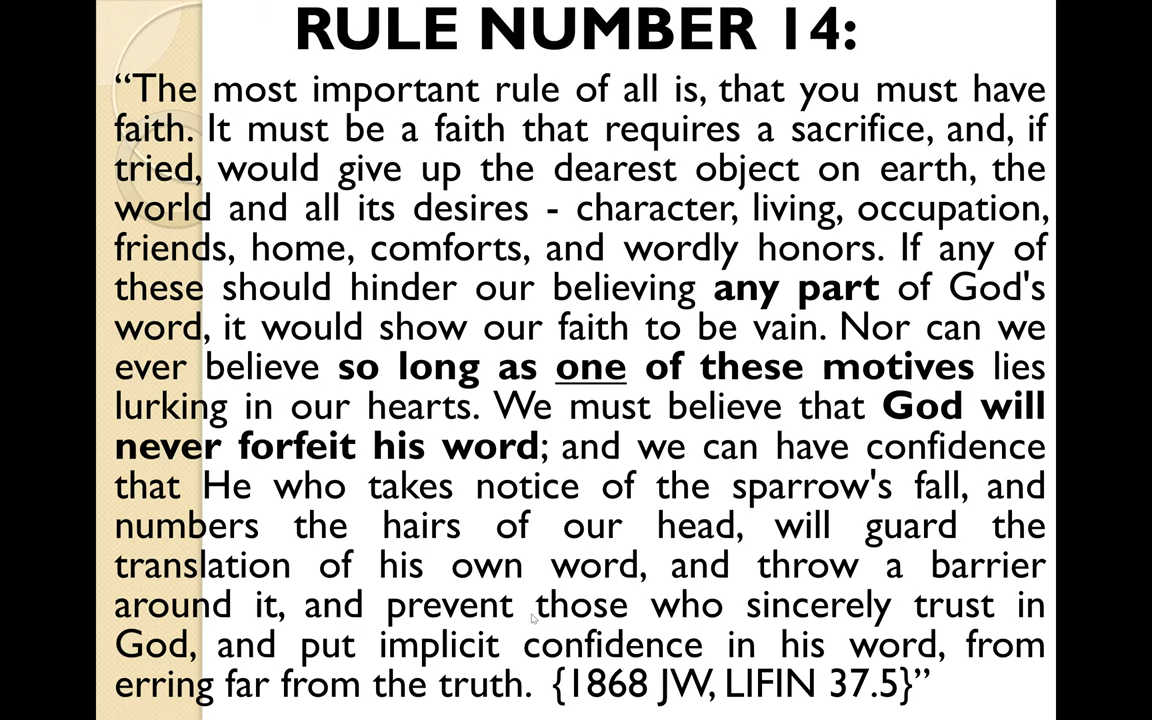 RULE NUMBER 14:
“The most important rule of all is, that you must have
faith. It must be a faith that requires a sacrifice, and, if
tried, would give up the dearest object on earth, the
world and all its desires - character, living, occupation,
friends, home, comforts, and wordly honors. If any of
these should hinder our believing any part of God's
word, it would show our faith to be vain. Nor can we
ever believe so long as one of these motives lies
lurking in our hearts. We must believe that God will
never forfeit his word; and we can have confidence
that He who takes notice of the sparrow's fall, and
numbers the hairs of our head, will guard the
translation of his own word, and throw a barrier
around it, and prevent those who sincerely trust in
God, and put implicit confidence in his word, from
erring far from the truth. {1868 JW, LIFIN 37.5}”